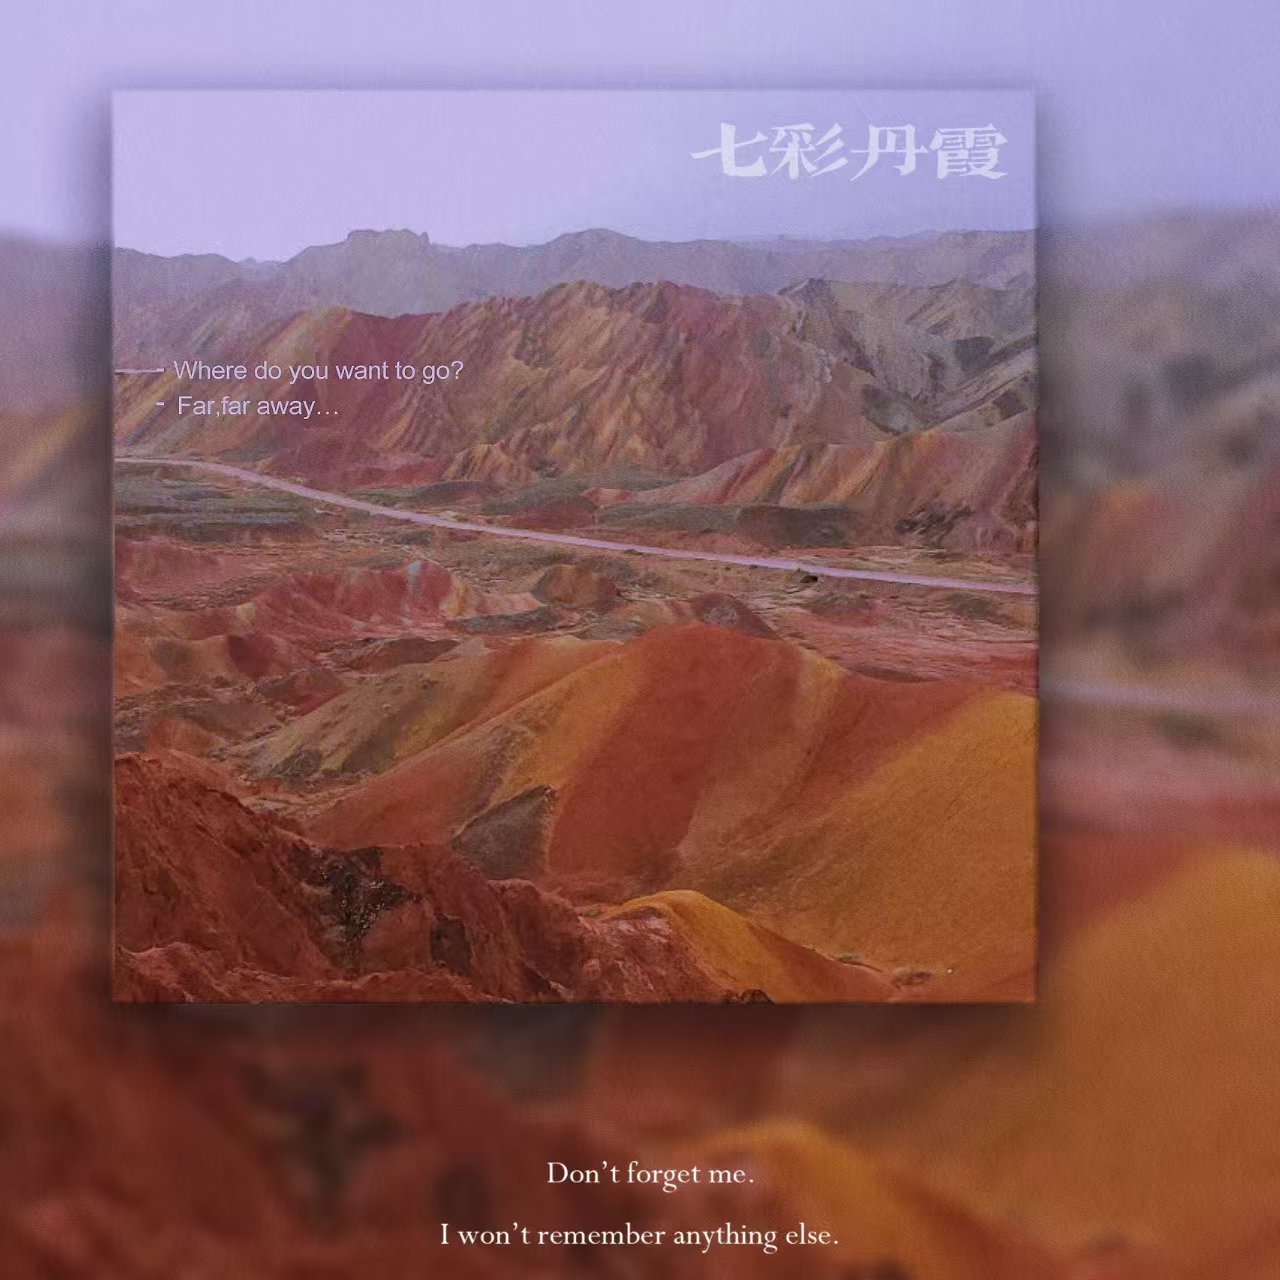 七彩丹霞
- Where do you want to go?
- Far,far away...
Don't forget me.
I won't remember anything else.